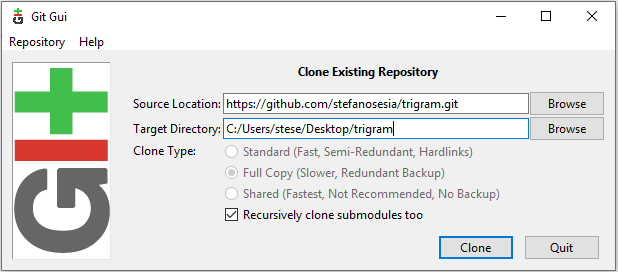 Git Gui
Repository Help
Clone Existing Repository
Source Location: https://github.com/stefanosesia/trigram.git Browse
Target Directory: C:/Users/stese/Desktop/trigram Browse
Clone Type: Standard (Fast, Semi-Redundant, Hardlinks)
Full Copy (Slower, Redundant Backup)
Shared (Fastest, Not Recommended, No Backup)
Recursively clone submodules too
Clone Quit
Git